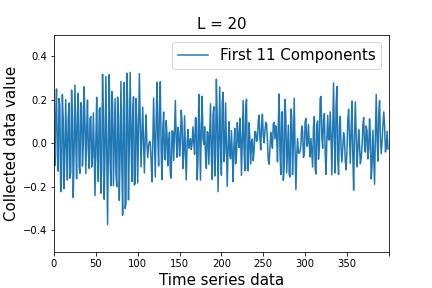 L = 20
First 11 Components
Collected data value
0.4
0.2
0.0
−0.2
−0.4
0 50 100 150 200 250 300 350
Time series data